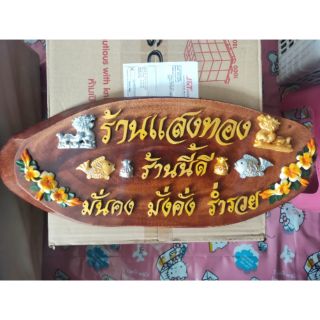 ร้านแสงทอง
ร้านนี้ดี
มั่นคง มั่งคั่ง ร่ำรวย